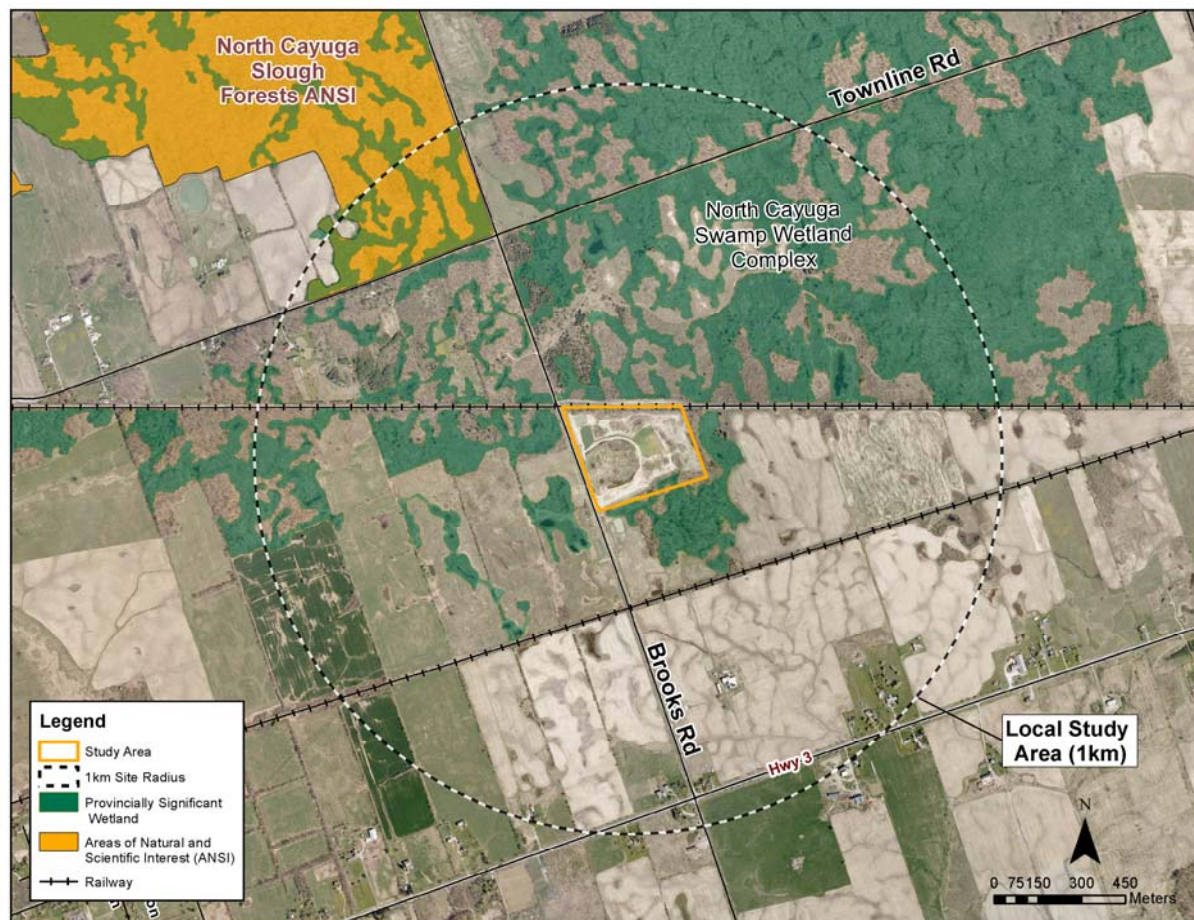 North Cayuga
Slough
Forests ANSI
Townline Rd
North Cayuga
Swamp Wetland
Complex
Brooks Rd
Hwy 3
Local Study
Area (1km)
Legend
Study Area
1km Site Radius
Provincially Significant
Wetland
Areas of Natural and
Scientific Interest (ANSI)
Railway
N
0 75150 300 450
Meters